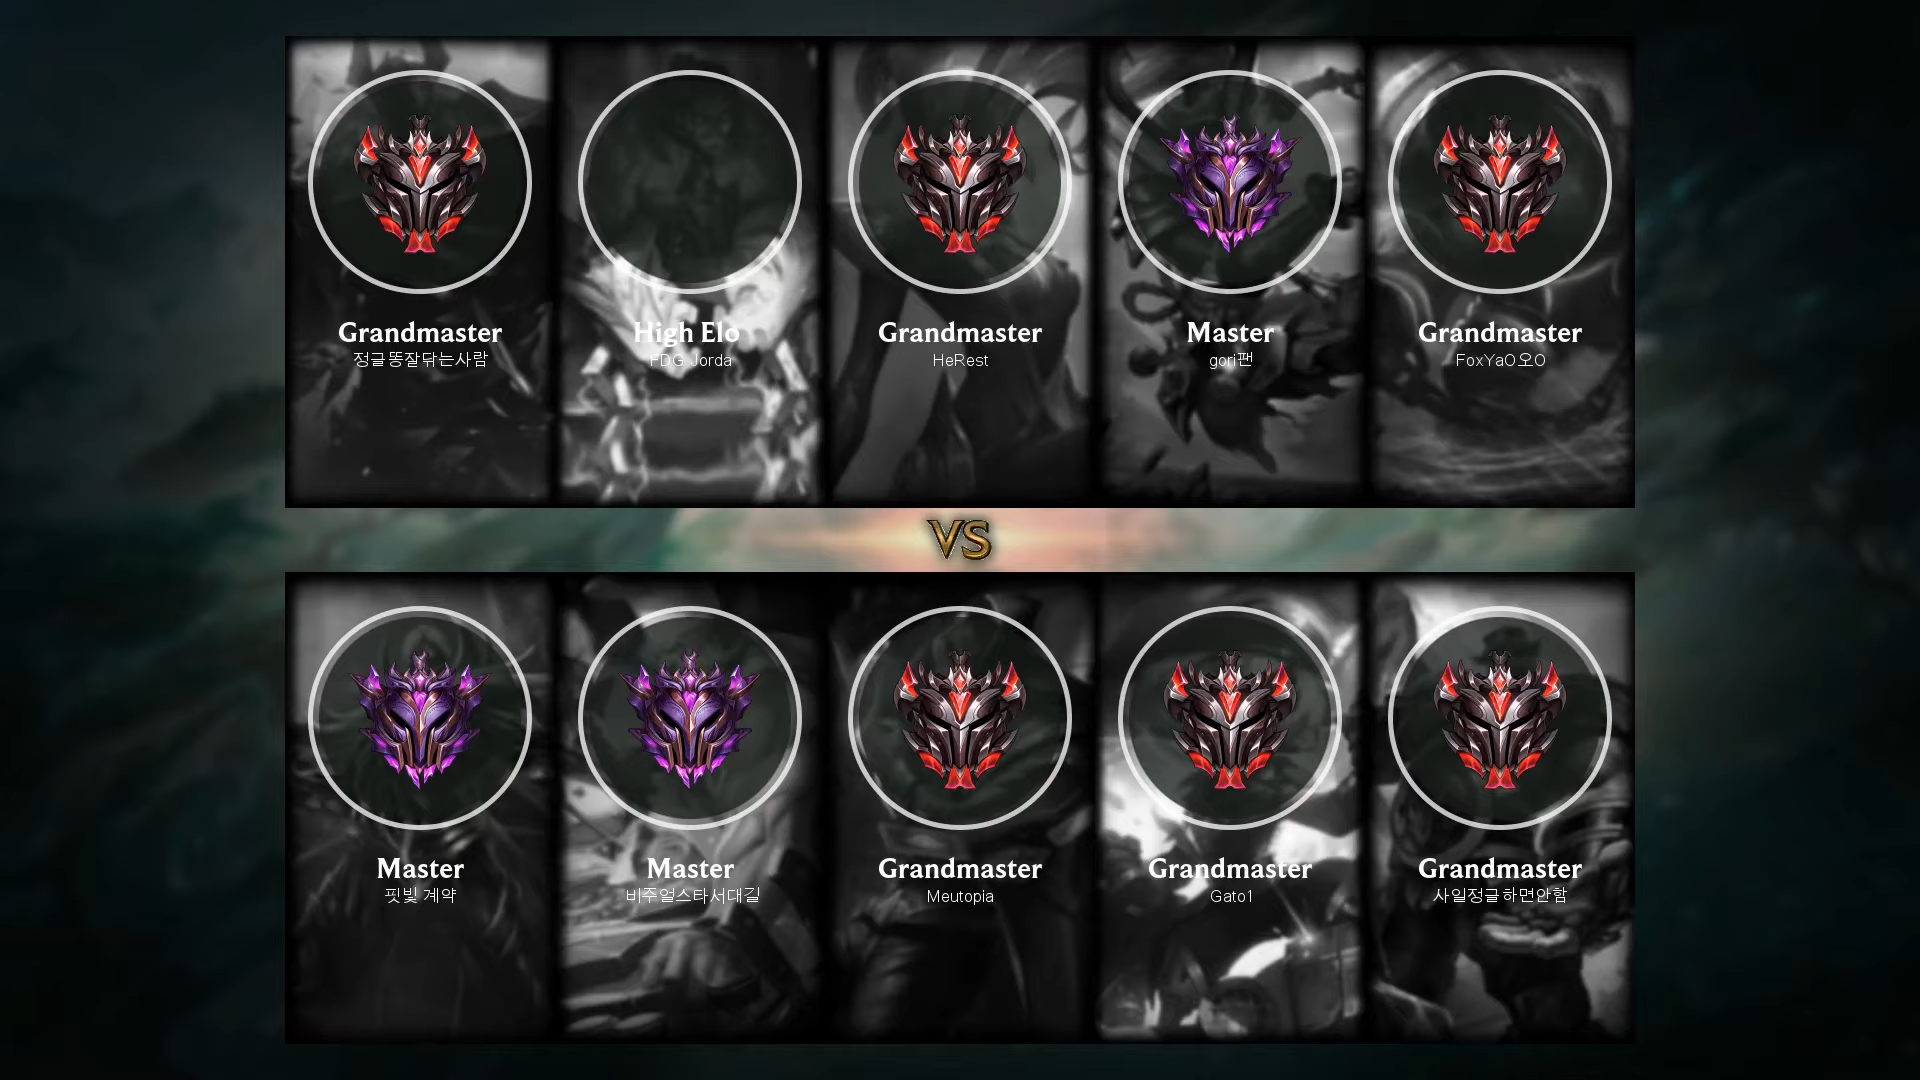 Grandmaster
정글똥잘닦는사람
High Elo
FDG Jorda
Grandmaster
HeRest
Master
gori팬
Grandmaster
FoxYaO오O
VS
Master
핏빛 계약
Master
비주얼스타서대길
Grandmaster
Meutopia
Grandmaster
Gato1
Grandmaster
사일정글하면안함